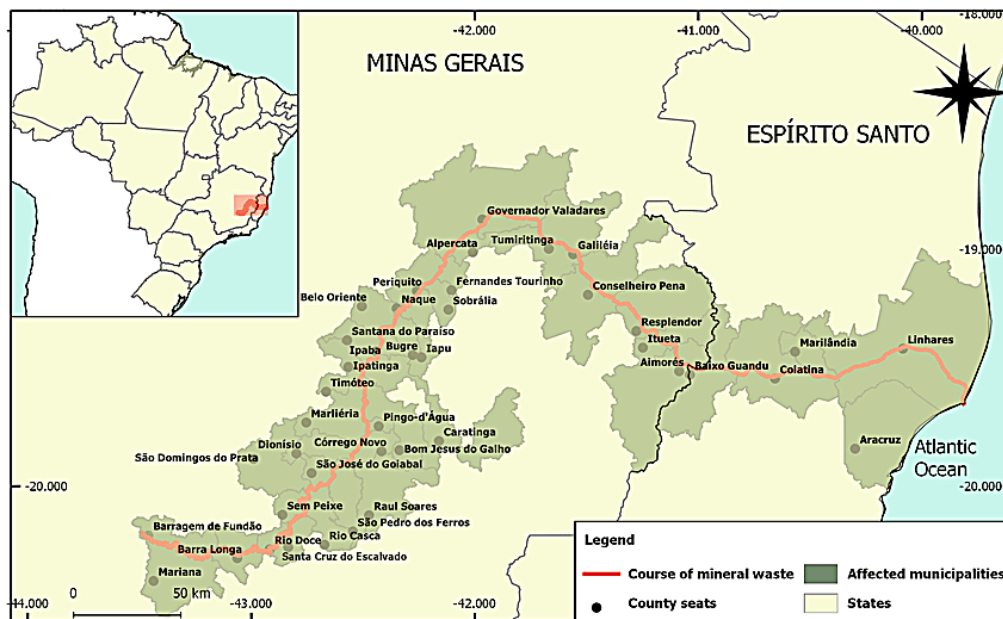 -42.000
-41.000
-40.000
-18.000
MINAS GERAIS
ESPÍRITO SANTO
Governador Valadares
Alpercata
Tumiritinga
Galiléia
-19.000
Periquito
Fernandes Tourinho
Conselheiro Pena
Belo Oriente
Naque
Sobrália
Santana do Paraíso
Resplendor
Ipaba
Bugre
Iapu
Itueta
Marilândia
Linhares
Ipatinga
Aimorés
Baixo Guandu
Colatina
Timóteo
Marliéria
Pingo-d'Água
Dionísio
Córrego Novo
Caratinga
São Domingos do Prata
Bom Jesus do Galho
Aracruz
São José do Goiabal
Atlantic
Ocean
-20.000
-20.000
Sem Peixe
Raul Soares
Barragem de Fundão
São Pedro dos Ferros
Rio Doce
Rio Casca
Barra Longa
Santa Cruz do Escalvado
Mariana
Legend
Course of mineral waste
Affected municipalities
County seats
States
0
50 km
-44.000
-43.000
-42.000